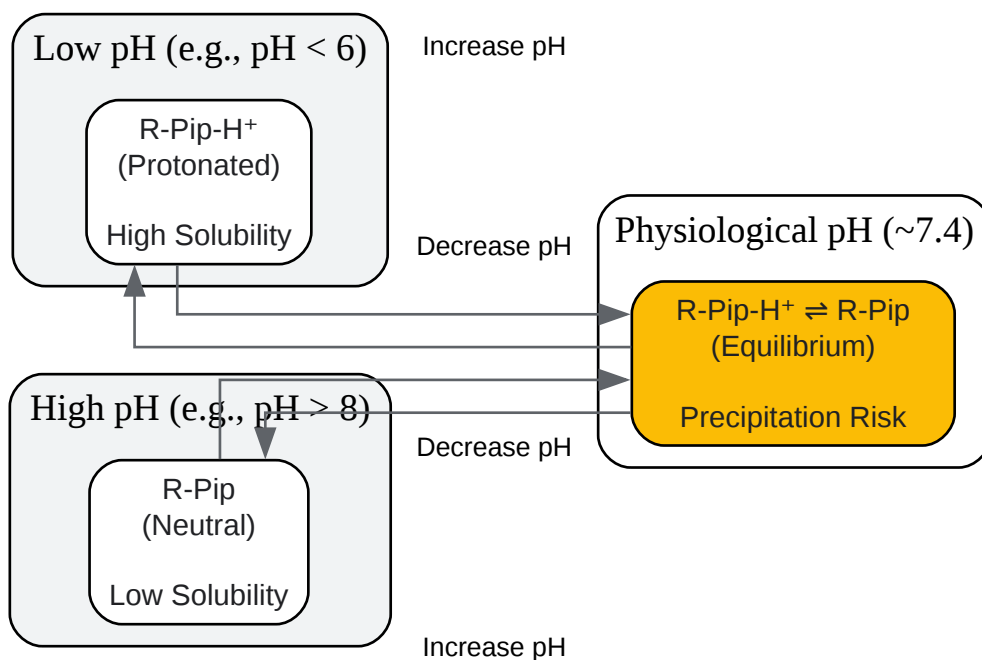 Low pH (e.g., pH < 6)
R-Pip-H⁺
(Protonated)
High Solubility
Increase pH
Decrease pH
Physiological pH (~7.4)
R-Pip-H⁺ ⇌ R-Pip
(Equilibrium)
Precipitation Risk
High pH (e.g., pH > 8)
R-Pip
(Neutral)
Low Solubility
Decrease pH
Increase pH